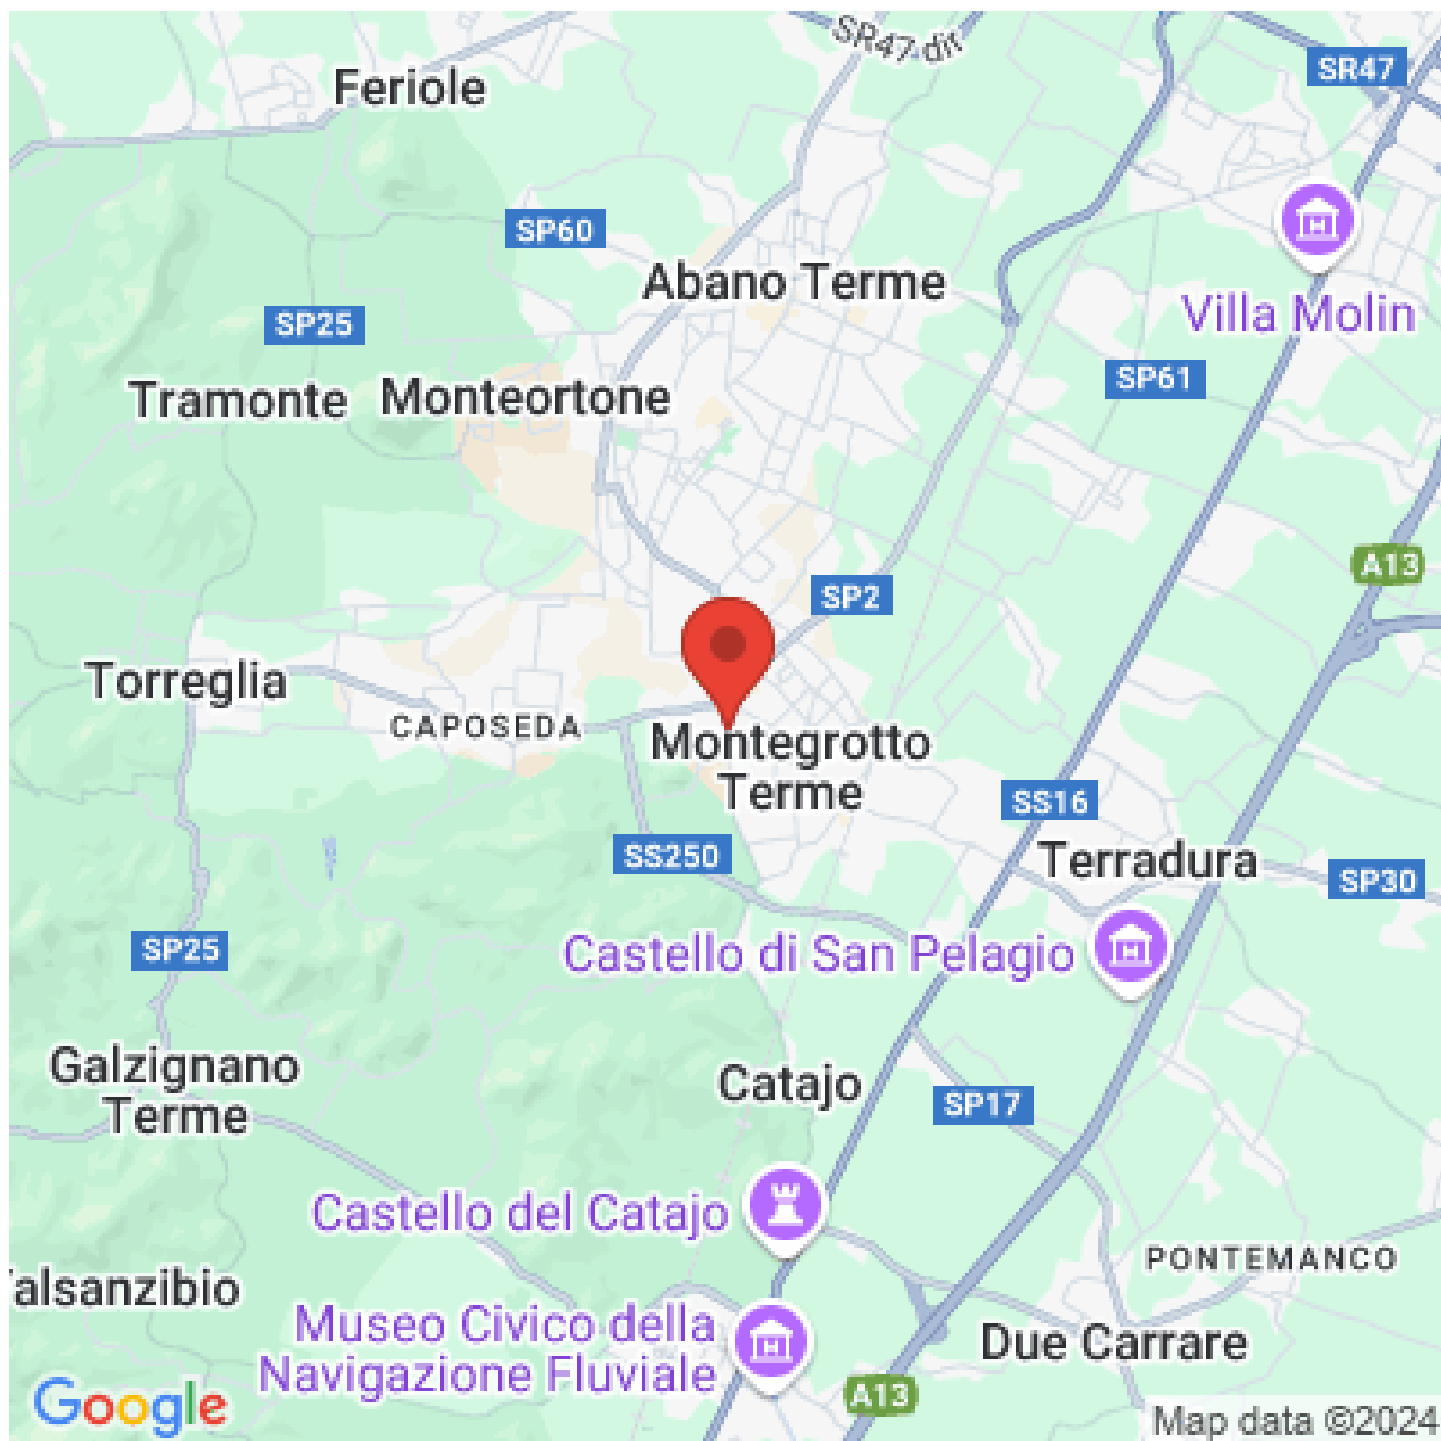 SR47 dir
SR47
Feriole
SP60
Abano Terme
Villa Molin
SP25
SP61
Tramonte
Monteortone
A13
SP2
Torreglia
CAPOSEDA
Montegrotto
Terme
SS16
SS250
Terradura
SP30
SP25
Castello di San Pelagio
Galzignano
Terme
Catajo
SP17
Castello del Catajo
PONTEMANCO
alsanzibio
Museo Civico della
Navigazione Fluviale
Due Carrare
A13
Google
Map data ©2024